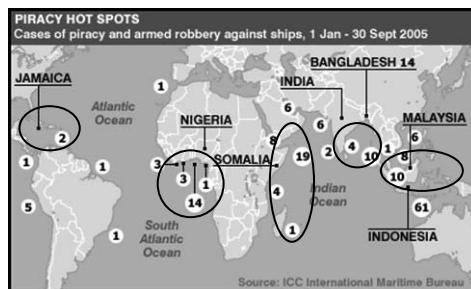 PIRACY HOT SPOTS
Cases of piracy and armed robbery against ships, 1 Jan - 30 Sept 2005
BANGLADESH 14
JAMAICA
INDIA
1
Atlantic
Ocean
6
MALAYSIA
NIGERIA
6
6
2
8
4
1
1
3
SOMALIA
19
2
10
8
1
3
1
4
Indian
Ocean
10
5
14
61
South
Atlantic
Ocean
1
1
INDONESIA
Source: ICC International Maritime Bureau